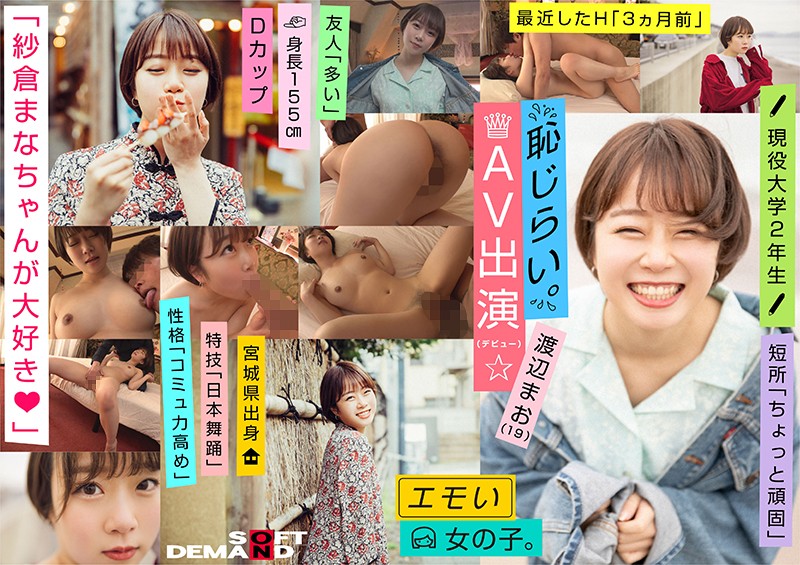 「紗倉まなちゃんが大好き♥」
Dカップ
身長155㎝
友人「多い」
最近したH「3ヵ月前」
現役大学2年生
恥じらい。
AV出演
(デビュー)
☆
渡辺まお(19)
短所「ちょっと頑固」
性格「コミュ力高め」
特技「日本舞踊」
宮城県出身
エモい
女の子。
SOFT
ON
DEMAND